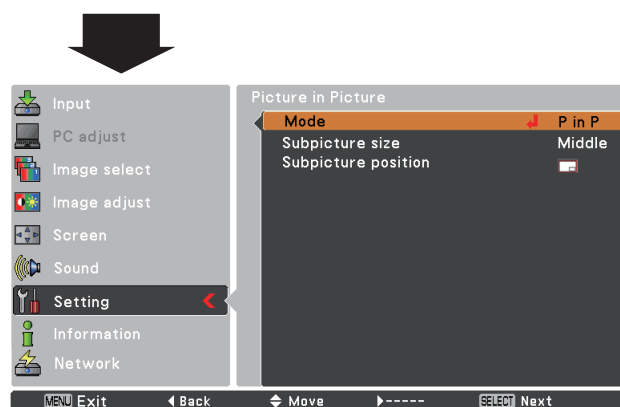 Input
PC adjust
Image select
Image adjust
Screen
Sound
Setting
Information
Network
Picture in Picture
Mode P in P
Subpicture size Middle
Subpicture position
MENU Exit Back Move ----- SELECT Next